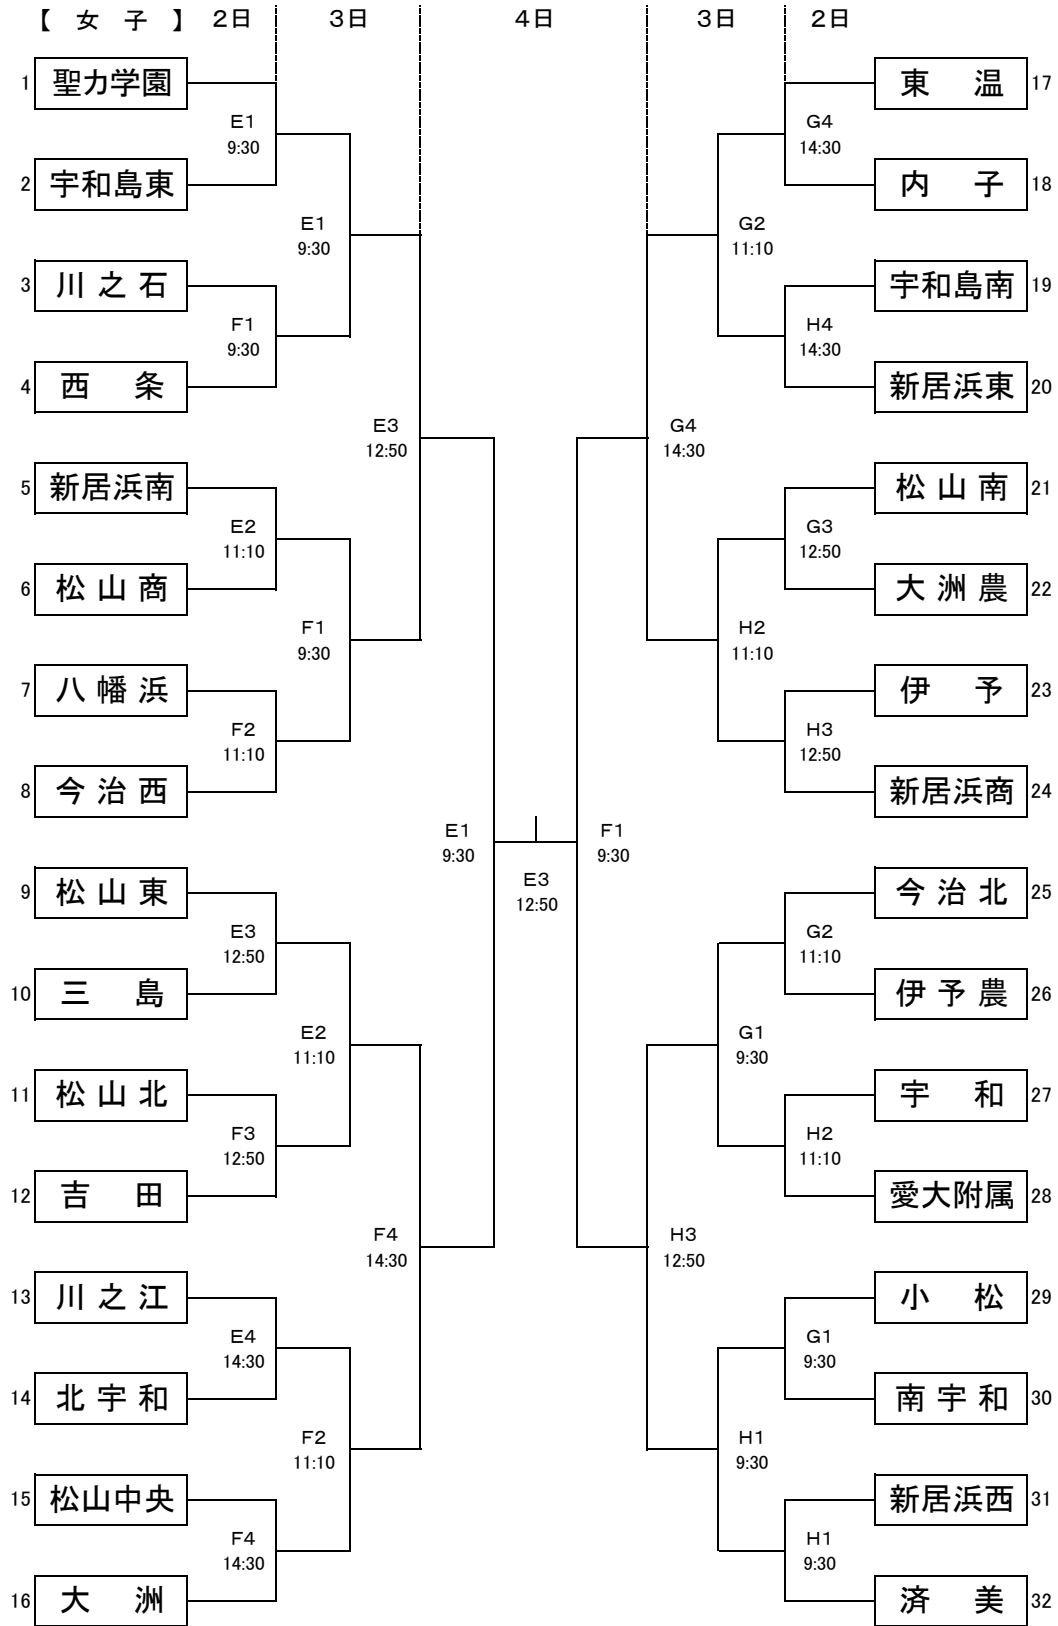 【 女 子 】 2日 3日 4日 3日 2日
1 聖力学園
E1
9:30
2 宇和島東
E1
9:30
3 川之石
F1
9:30
4 西 条
E3
12:50
5 新居浜南
E2
11:10
6 松山商
F1
9:30
7 八幡浜
F2
11:10
8 今治西
E1
9:30
9 松山東
E3
12:50
10 三 島
E2
11:10
11 松山北
F3
12:50
12 吉 田
F4
14:30
13 川之江
E4
14:30
14 北宇和
F2
11:10
15 松山中央
F4
14:30
16 大 洲
E3
12:50
東 温 17
G4
14:30
内 子 18
G2
11:10
宇和島南 19
H4
14:30
新居浜東 20
G4
14:30
松山南 21
G3
12:50
大洲農 22
H2
11:10
伊 予 23
H3
12:50
新居浜商 24
F1
9:30
今治北 25
G2
11:10
伊予農 26
G1
9:30
宇 和 27
H2
11:10
愛大附属 28
H3
12:50
小 松 29
G1
9:30
南宇和 30
H1
9:30
新居浜西 31
H1
9:30
済 美 32